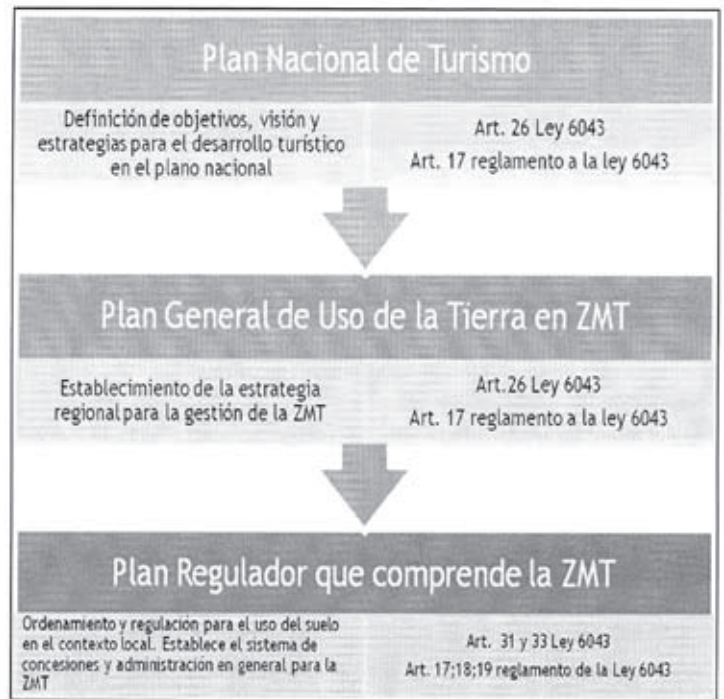 Plan Nacional de Turismo
Definición de objetivos, visión y
estrategias para el desarrollo turístico
en el plano nacional
Art. 26 Ley 6043
Art. 17 reglamento a la ley 6043
Plan General de Uso de la Tierra en ZMT
Establecimiento de la estrategia
regional para la gestión de la ZMT
Art.26 Ley 6043
Art. 17 reglamento a la ley 6043
Plan Regulador que comprende la ZMT
Ordenamiento y regulación para el uso del suelo
en el contexto local. Establece el sistema de
concesiones y administración en general para la
ZMT
Art. 31 y 33 Ley 6043
Art. 17;18;19 reglamento de la Ley 6043